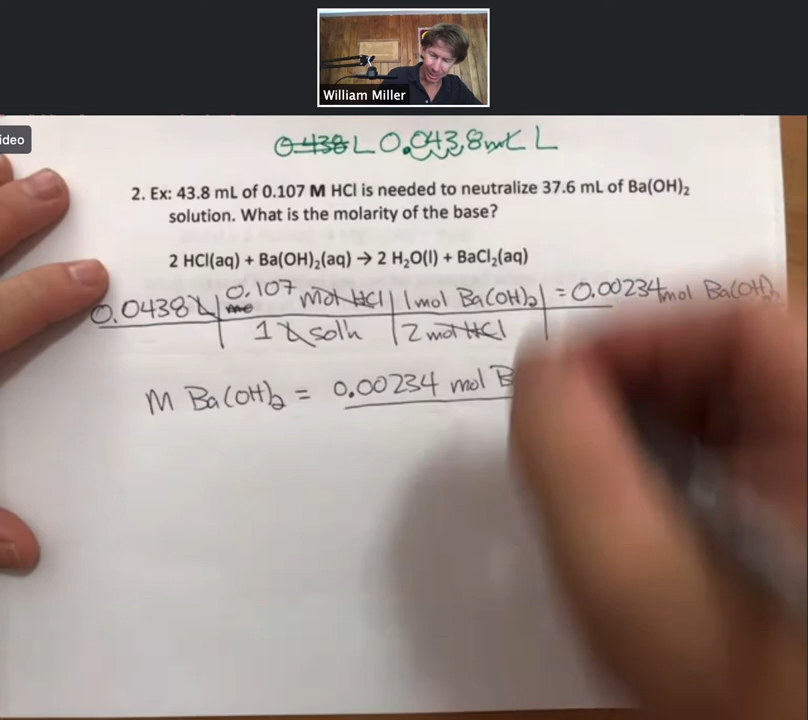 William Miller
ideo
0.438 L 0.043,8 mL L
2. Ex: 43.8 mL of 0.107 M HCl is needed to neutralize 37.6 mL of Ba(OH)₂
solution. What is the molarity of the base?
2 HCl(aq) + Ba(OH)₂(aq) → 2 H₂O(l) + BaCl₂(aq)
0.0438 L | 0.107 mol HCl | 1 mol Ba(OH)₂ | = 0.00234 mol Ba(OH)₂
1 L sol'n | 2 mol HCl
M Ba(OH)₂ = 0.00234 mol B